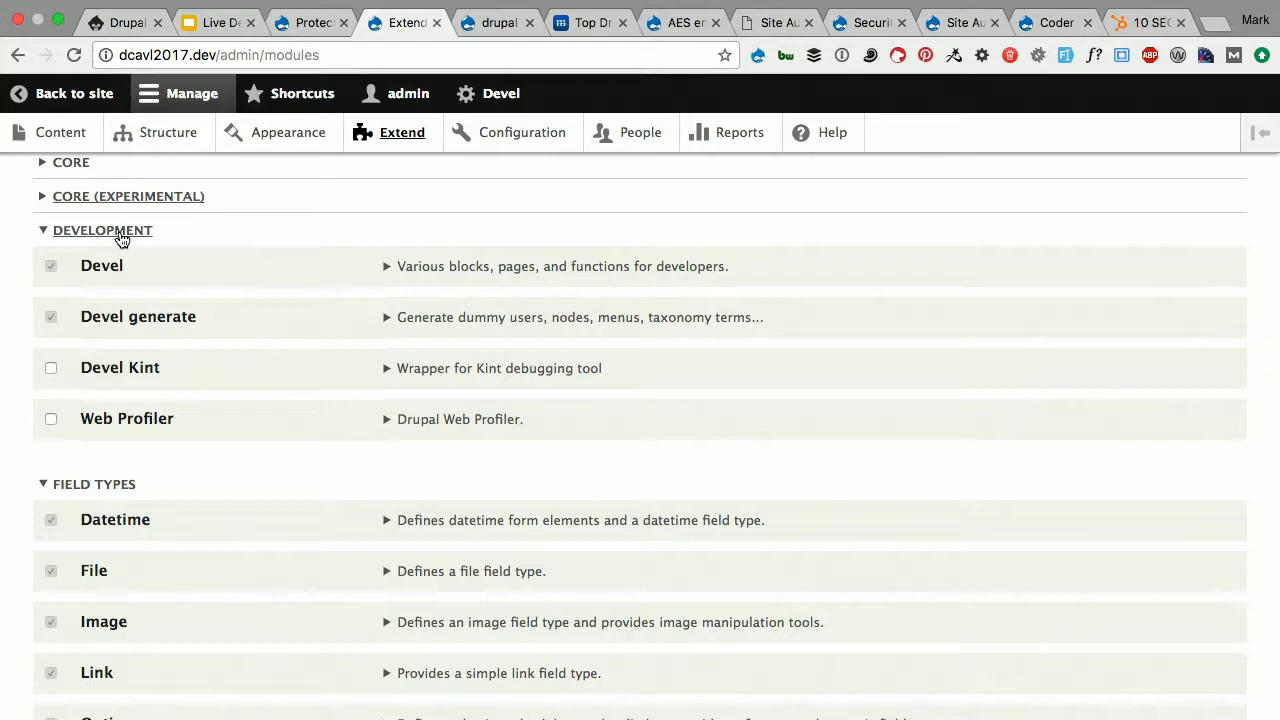 Drupal
Live De
Protec
Extend
drupal
Top Dr
AES en
Site Au
Securi
Site Au
Coder
10 SEC
Mark
dcavl2017.dev/admin/modules
Back to site
Manage
Shortcuts
admin
Devel
Content
Structure
Appearance
Extend
Configuration
People
Reports
Help
CORE
CORE (EXPERIMENTAL)
DEVELOPMENT
Devel
Various blocks, pages, and functions for developers.
Devel generate
Generate dummy users, nodes, menus, taxonomy terms...
Devel Kint
Wrapper for Kint debugging tool
Web Profiler
Drupal Web Profiler.
FIELD TYPES
Datetime
Defines datetime form elements and a datetime field type.
File
Defines a file field type.
Image
Defines an image field type and provides image manipulation tools.
Link
Provides a simple link field type.